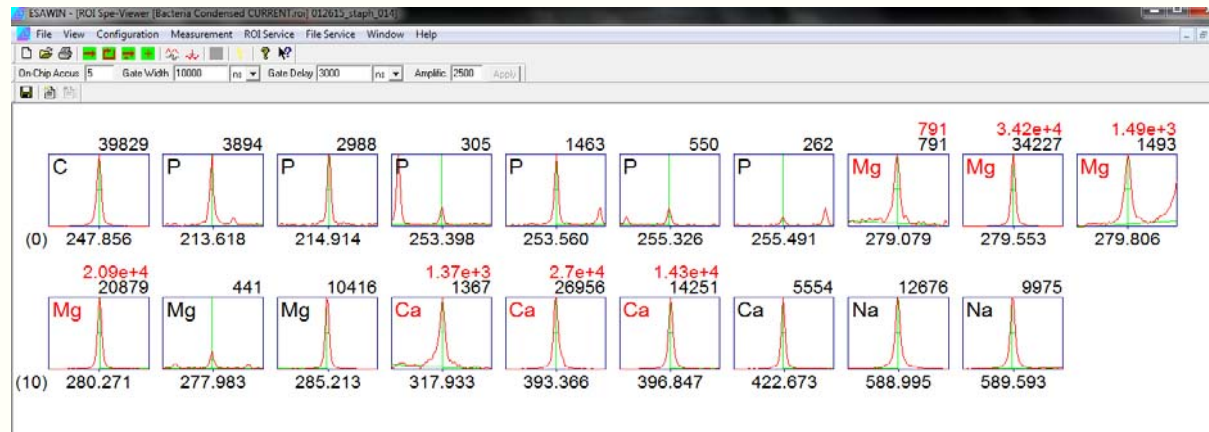 ESAWIN - [ROI Spe-Viewer [Bacteria Condensed CURRENT.roi] 012615_staph_014]
File View Configuration Measurement ROI Service File Service Window Help
On-Chip Accus: 5 Gate Width 10000 ns Gate Delay 3000 ns Amplific. 2500 Apply
791 3.42e+4 1.49e+3
39829 3894 2988 305 1463 550 262 791 34227 1493
C P P P P P P Mg Mg Mg
(0) 247.856 213.618 214.914 253.398 253.560 255.326 255.491 279.079 279.553 279.806
2.09e+4 1.37e+3 2.7e+4 1.43e+4
20879 441 10416 1367 26956 14251 5554 12676 9975
Mg Mg Mg Ca Ca Ca Ca Na Na
(10) 280.271 277.983 285.213 317.933 393.366 396.847 422.673 588.995 589.593